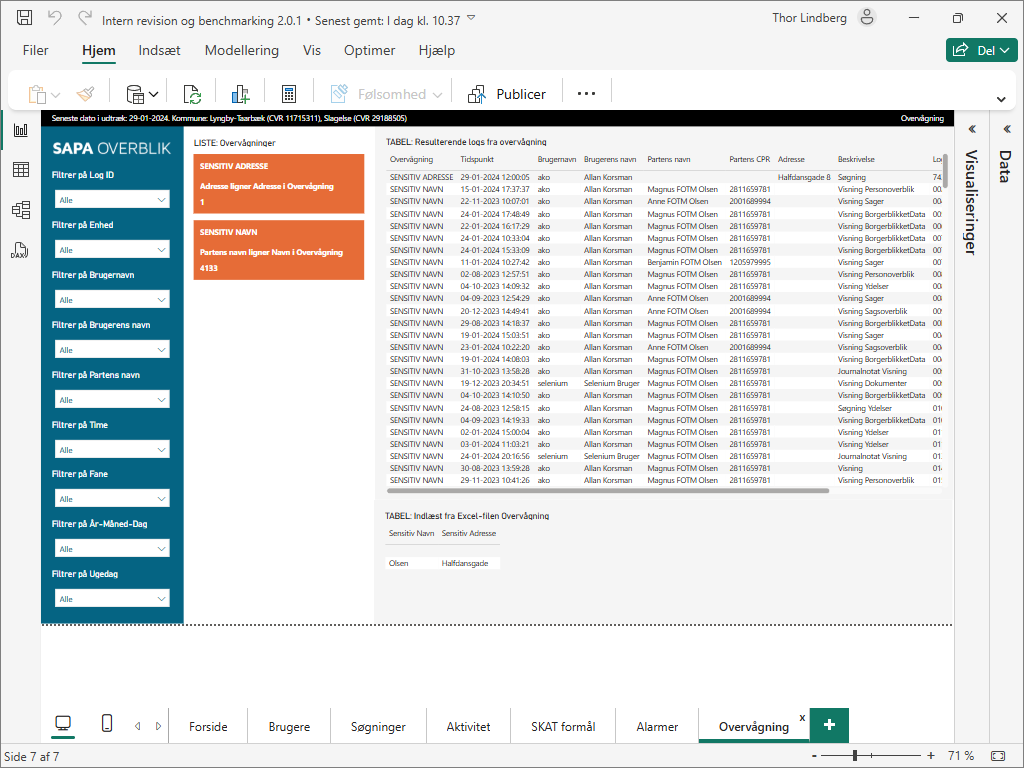 Intern revision og benchmarking 2.0.1 • Senest gemt: I dag kl. 10.37
Thor Lindberg
Filer Hjem Indsæt Modellering Vis Optimer Hjælp
Del
Følsomhed
Publicer
Seneste dato i udtræk: 29-01-2024. Kommune: Lyngby-Taarbæk (CVR 11715311), Slagelse (CVR 29188505)
Overvågning
SAPA OVERBLIK
Filtrer på Log ID
Alle
Filtrer på Enhed
Alle
Filtrer på Brugernavn
Alle
Filtrer på Brugerens navn
Alle
Filtrer på Partens navn
Alle
Filtrer på Time
Alle
Filtrer på Fane
Alle
Filtrer på År-Måned-Dag
Alle
Filtrer på Ugedag
Alle
LISTE: Overvågninger
SENSITIV ADRESSE
Adresse ligner Adresse i Overvågning
1
SENSITIV NAVN
Partens navn ligner Navn i Overvågning
4133
TABEL: Resulterende logs fra overvågning
Overvågning Tidspunkt Brugernavn Brugerens navn Partens navn Partens CPR Adresse Beskrivelse
SENSITIV ADRESSE 29-01-2024 12:00:05 ako Allan Korsman Halfdansgade 8 Søgning 74
SENSITIV NAVN 15-01-2024 17:37:37 ako Allan Korsman Magnus FOTM Olsen 2811659781 Visning Personoverblik
SENSITIV NAVN 22-11-2023 10:07:01 ako Allan Korsman Anne FOTM Olsen 2001689994 Visning Sager
SENSITIV NAVN 24-01-2024 17:48:49 ako Allan Korsman Magnus FOTM Olsen 2811659781 Visning BorgerblikketData
SENSITIV NAVN 22-01-2024 16:17:29 ako Allan Korsman Magnus FOTM Olsen 2811659781 Visning BorgerblikketData
SENSITIV NAVN 24-01-2024 10:33:04 ako Allan Korsman Magnus FOTM Olsen 2811659781 Visning BorgerblikketData
SENSITIV NAVN 24-01-2024 15:33:09 ako Allan Korsman Magnus FOTM Olsen 2811659781 Visning BorgerblikketData
SENSITIV NAVN 11-01-2024 10:27:42 ako Allan Korsman Benjamin FOTM Olsen 1205979995 Visning Sager
SENSITIV NAVN 02-08-2023 12:57:51 ako Allan Korsman Magnus FOTM Olsen 2811659781 Visning Personoverblik
SENSITIV NAVN 04-10-2023 14:09:32 ako Allan Korsman Magnus FOTM Olsen 2811659781 Visning Ydelser
SENSITIV NAVN 04-09-2023 12:54:29 ako Allan Korsman Anne FOTM Olsen 2001689994 Visning Sager
SENSITIV NAVN 20-12-2023 14:49:41 ako Allan Korsman Anne FOTM Olsen 2001689994 Visning Sagsoverblik
SENSITIV NAVN 29-08-2023 14:18:37 ako Allan Korsman Magnus FOTM Olsen 2811659781 Visning BorgerblikketData
SENSITIV NAVN 19-01-2024 15:03:51 ako Allan Korsman Magnus FOTM Olsen 2811659781 Visning Sager
SENSITIV NAVN 23-01-2024 10:22:20 ako Allan Korsman Anne FOTM Olsen 2001689994 Visning Sagsoverblik
SENSITIV NAVN 19-01-2024 14:08:03 ako Allan Korsman Magnus FOTM Olsen 2811659781 Visning BorgerblikketData
SENSITIV NAVN 31-10-2023 13:58:28 ako Allan Korsman Magnus FOTM Olsen 2811659781 Journalnotat Visning
SENSITIV NAVN 19-12-2023 20:34:51 selenium Selenium Bruger Magnus FOTM Olsen 2811659781 Visning Dokumenter
SENSITIV NAVN 04-10-2023 14:10:50 ako Allan Korsman Magnus FOTM Olsen 2811659781 Visning BorgerblikketData
SENSITIV NAVN 24-08-2023 12:58:15 ako Allan Korsman Magnus FOTM Olsen 2811659781 Søgning Ydelser
SENSITIV NAVN 04-09-2023 14:19:33 ako Allan Korsman Magnus FOTM Olsen 2811659781 Visning BorgerblikketData
SENSITIV NAVN 02-01-2024 15:00:04 ako Allan Korsman Magnus FOTM Olsen 2811659781 Visning Ydelser
SENSITIV NAVN 03-01-2024 11:03:21 ako Allan Korsman Magnus FOTM Olsen 2811659781 Visning Ydelser
SENSITIV NAVN 24-01-2024 20:16:56 selenium Selenium Bruger Magnus FOTM Olsen 2811659781 Journalnotat Visning
SENSITIV NAVN 30-08-2023 13:59:28 ako Allan Korsman Magnus FOTM Olsen 2811659781 Visning
SENSITIV NAVN 29-11-2023 10:41:26 ako Allan Korsman Magnus FOTM Olsen 2811659781 Visning Personoverblik
TABEL: Indlæst fra Excel-filen Overvågning
Sensitiv Navn Sensitiv Adresse
Olsen Halfdansgade
Visualiseringer
Data
DAX
Forside Brugere Søgninger Aktivitet SKAT formål Alarmer Overvågning x +
Side 7 af 7
- + 71 %